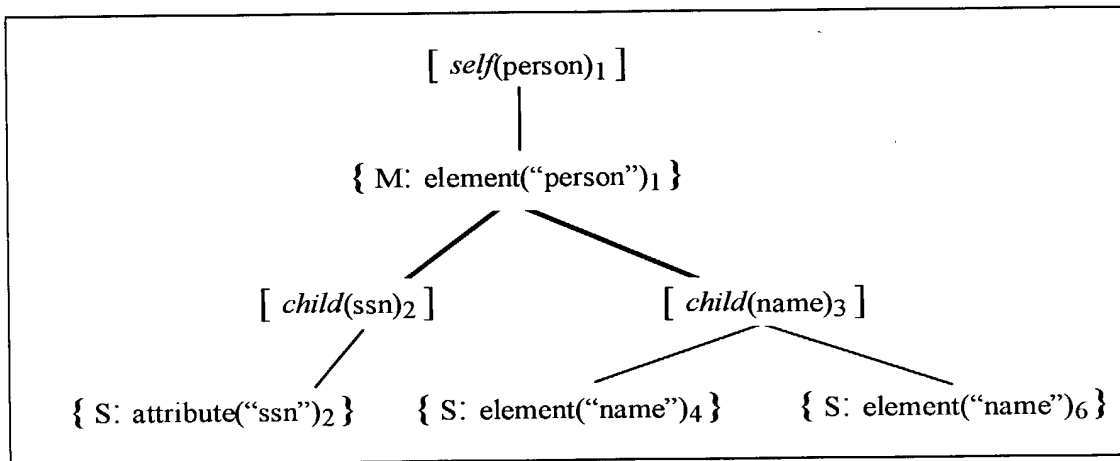 [ self(person)1 ]
{ M: element(“person”)1 }
[ child(ssn)2 ] [ child(name)3 ]
{ S: attribute(“ssn”)2 } { S: element(“name”)4 } { S: element(“name”)6 }